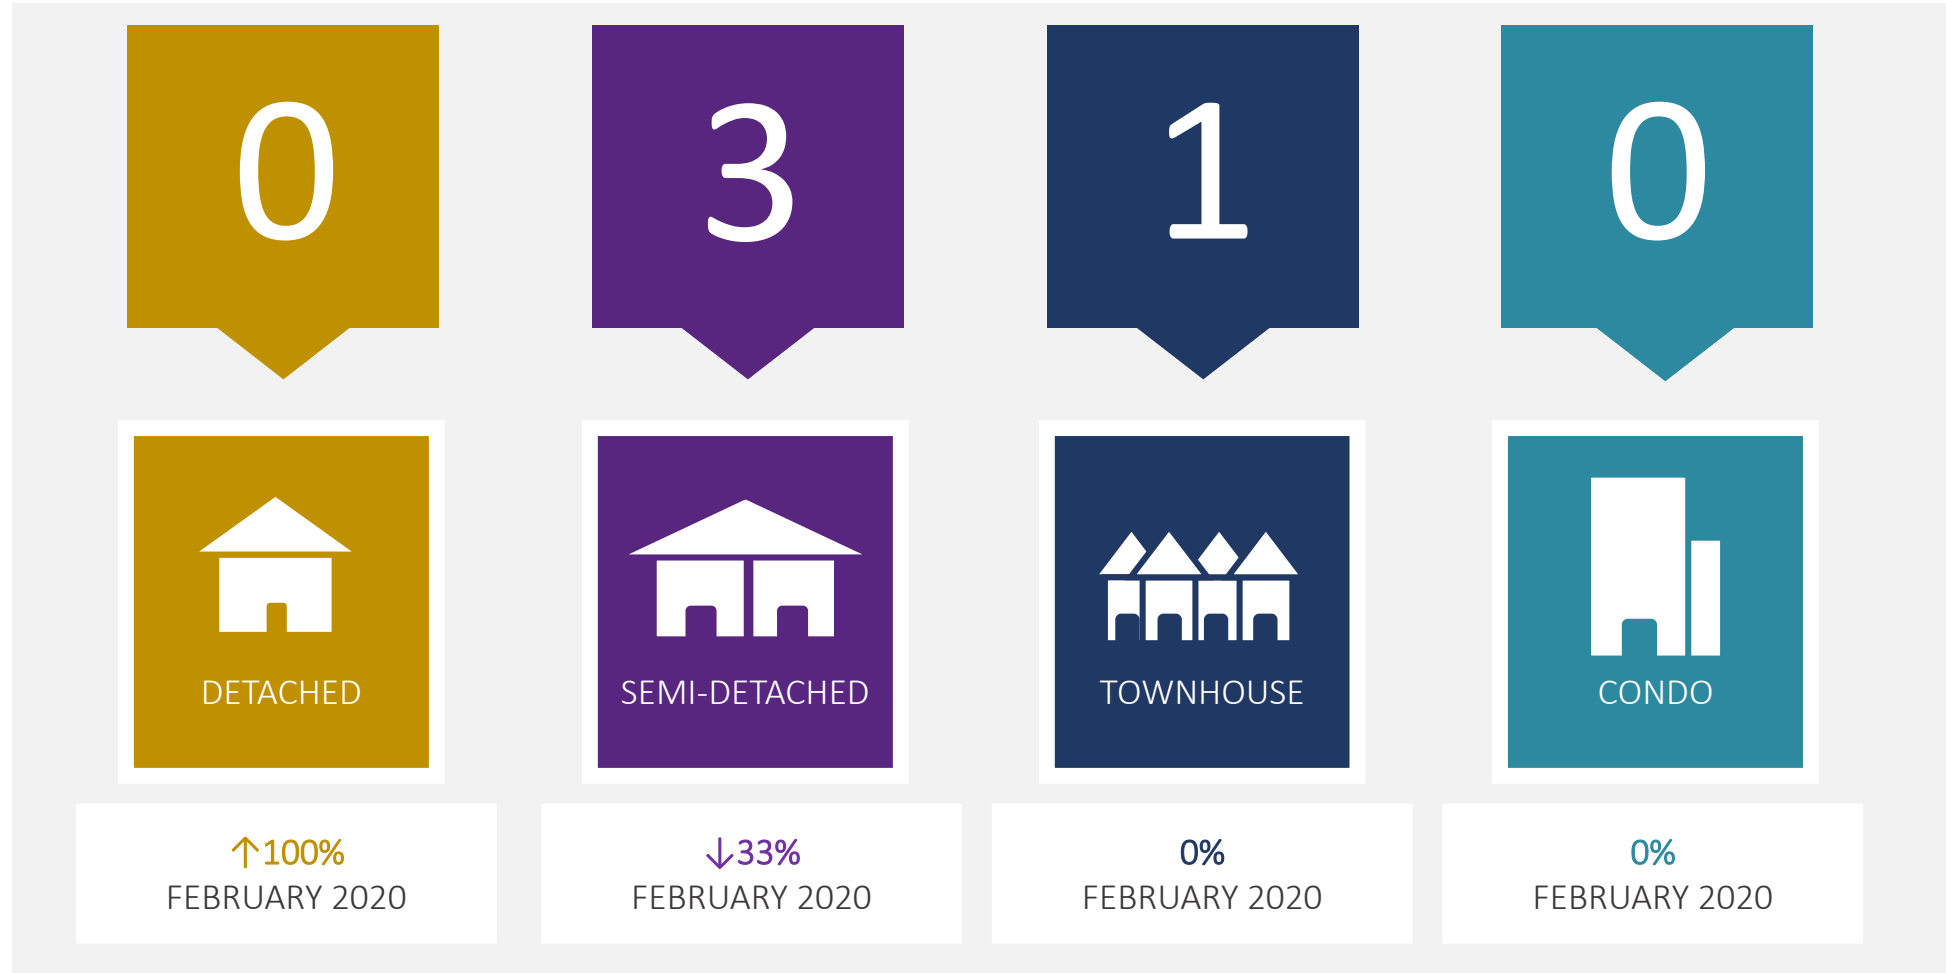 0
3
1
0
DETACHED
SEMI-DETACHED
TOWNHOUSE
CONDO
↑100%
FEBRUARY 2020
↓33%
FEBRUARY 2020
0%
FEBRUARY 2020
0%
FEBRUARY 2020